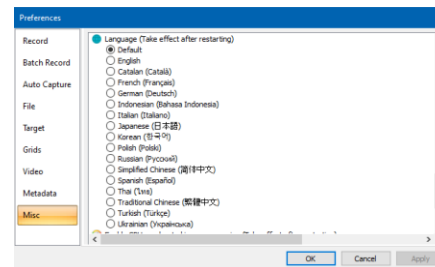 Preferences
Record
Batch Record
Auto Capture
File
Target
Grids
Video
Metadata
Misc
Language (Take effect after restarting)
Default
English
Catalan (Català)
French (Français)
German (Deutsch)
Indonesian (Bahasa Indonesia)
Italian (Italiano)
Japanese (日本語)
Korean (한국어)
Polish (Polski)
Russian (Русский)
Simplified Chinese (简体中文)
Spanish (Español)
Thai (ไทย)
Traditional Chinese (繁體中文)
Turkish (Türkçe)
Ukrainian (Українська)
OK
Cancel
Apply